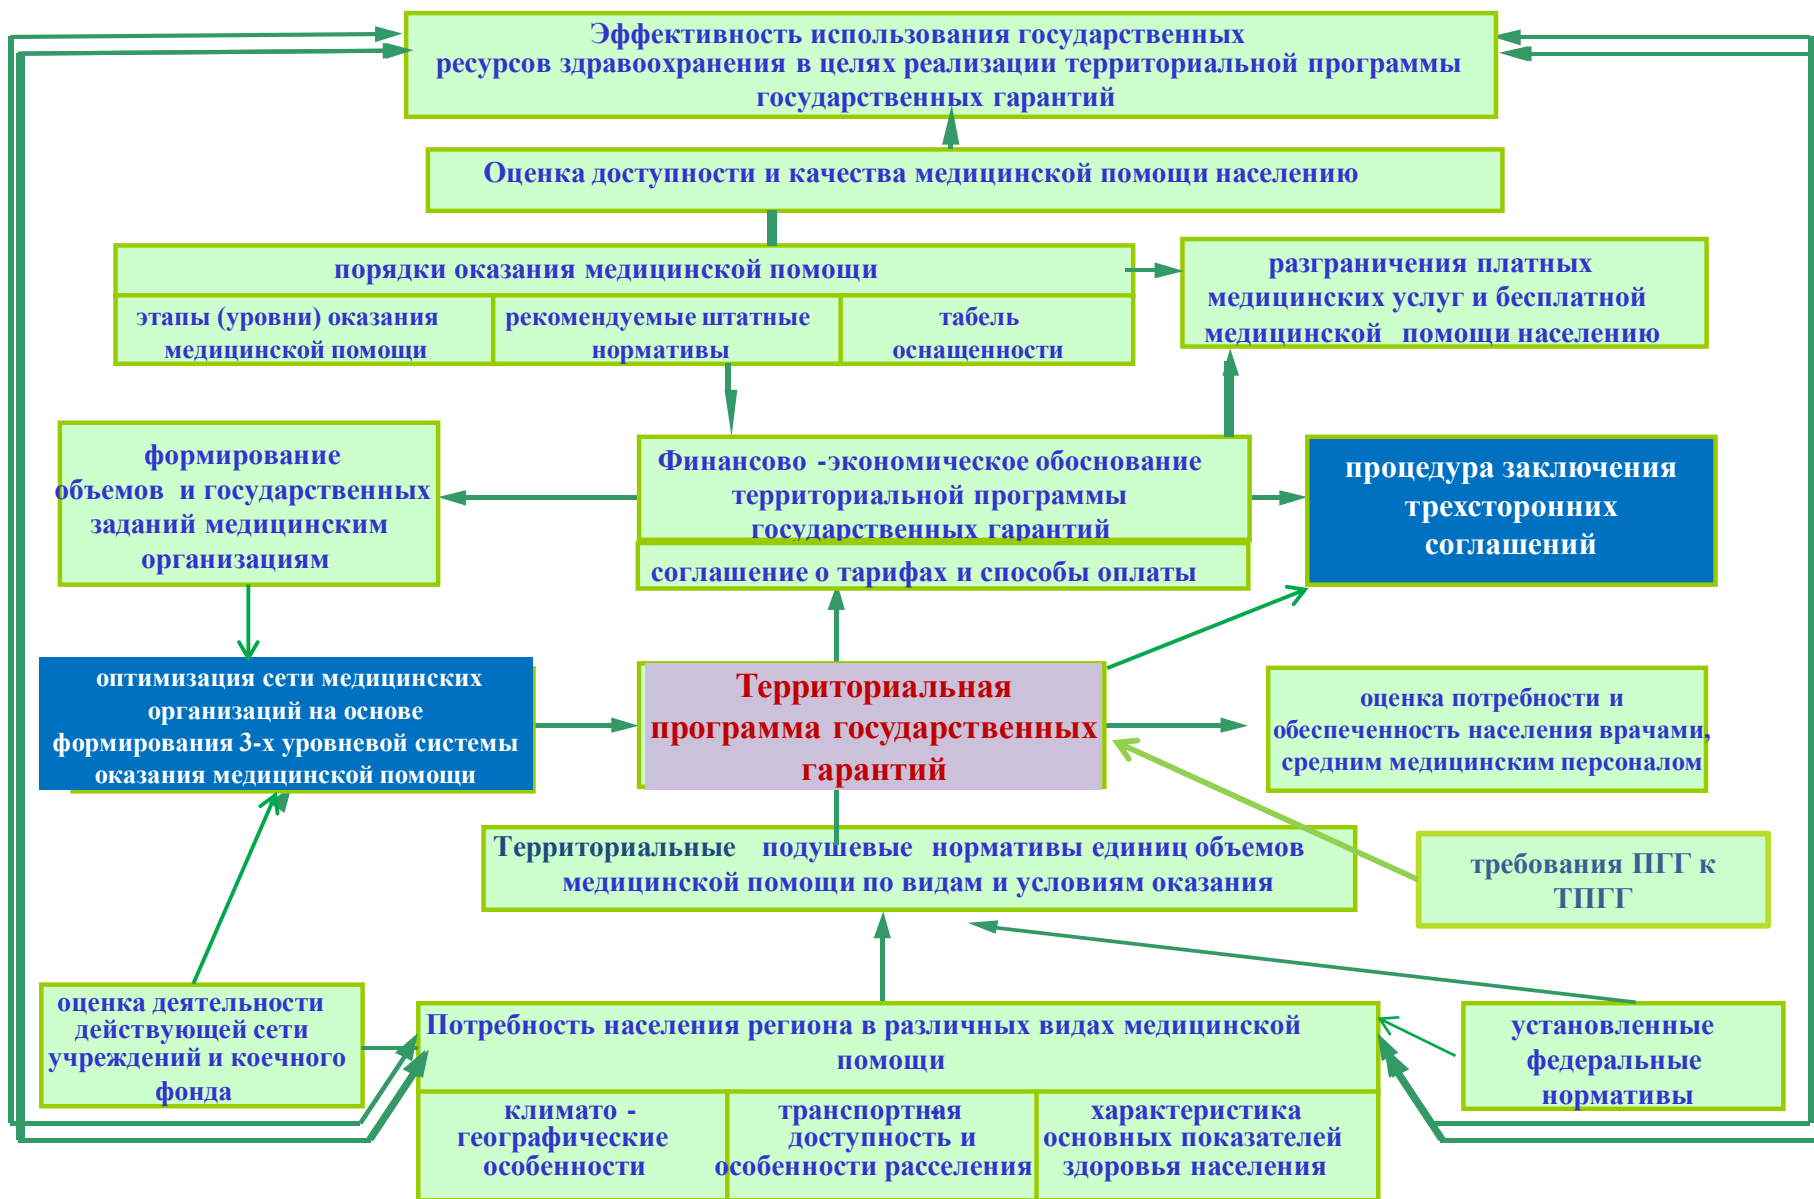 Эффективность использования государственных
ресурсов здравоохранения в целях реализации территориальной программы
государственных гарантий
Оценка доступности и качества медицинской помощи населению
порядки оказания медицинской помощи
этапы (уровни) оказания
медицинской помощи
рекомендуемые штатные
нормативы
табель
оснащенности
разграничения платных
медицинских услуг и бесплатной
медицинской помощи населению
формирование
объемов и государственных
заданий медицинским
организациям
Финансово -экономическое обоснование
территориальной программы
государственных гарантий
соглашение о тарифах и способы оплаты
процедура заключения
трехсторонних
соглашений
оптимизация сети медицинских
организаций на основе
формирования 3-х уровневой системы
оказания медицинской помощи
Территориальная
программа государственных
гарантий
оценка потребности и
обеспеченность населения врачами,
средним медицинским персоналом
Территориальные подушевые нормативы единиц объемов
медицинской помощи по видам и условиям оказания
требования ПГГ к
ТПГГ
оценка деятельности
действующей сети
учреждений и коечного
фонда
Потребность населения региона в различных видах медицинской
помощи
климато -
географические
особенности
транспортная
доступность и
особенности расселения
характеристика
основных показателей
здоровья населения
установленные
федеральные
нормативы